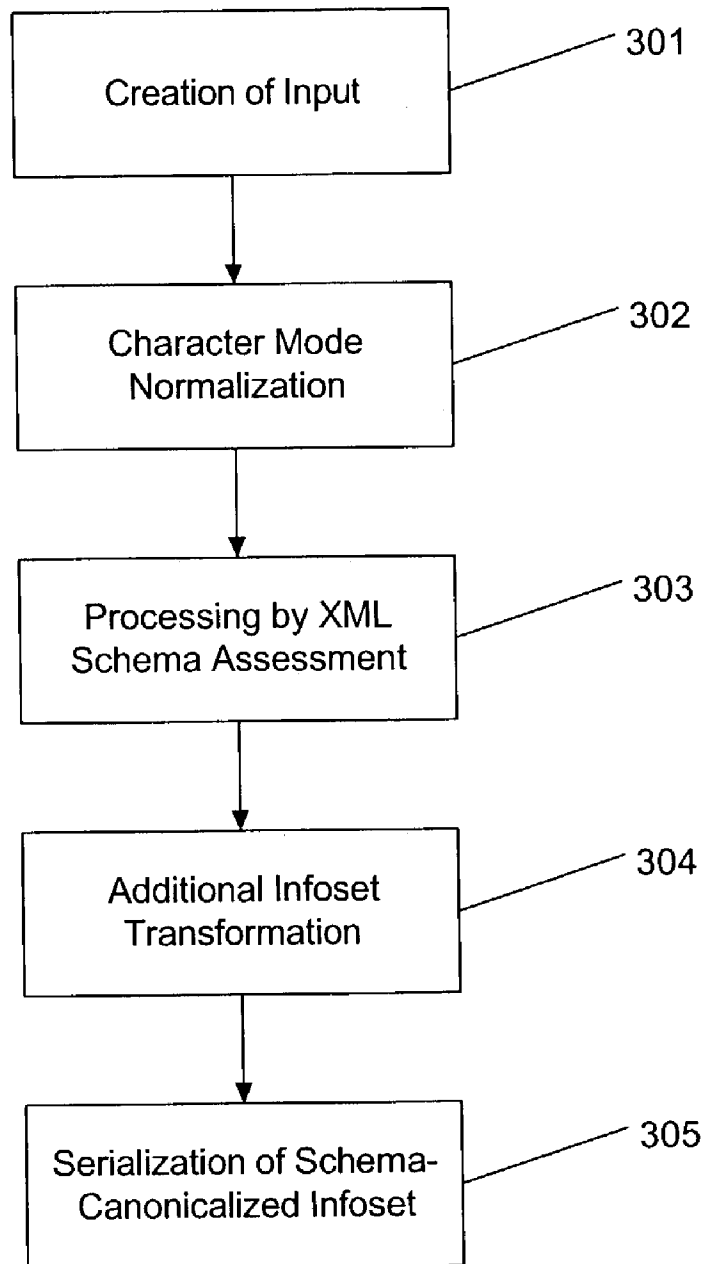 Creation of Input
301
Character Mode
Normalization
302
Processing by XML
Schema Assessment
303
Additional Infoset
Transformation
304
Serialization of Schema-
Canonicalized Infoset
305